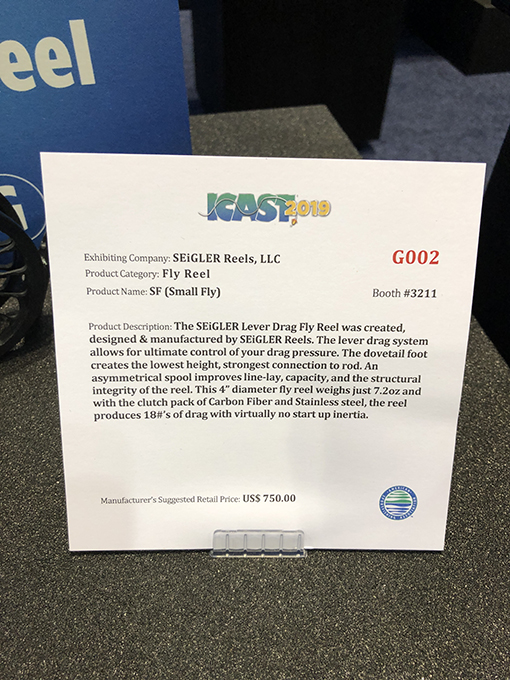 eel
G
ICAST 2019
Exhibiting Company: SEiGLER Reels, LLC
G002
Product Category: Fly Reel
Product Name: SF (Small Fly)
Booth #3211
Product Description: The SEiGLER Lever Drag Fly Reel was created,
designed & manufactured by SEiGLER Reels. The lever drag system
allows for ultimate control of your drag pressure. The dovetail foot
creates the lowest height, strongest connection to rod. An
asymmetrical spool improves line-lay, capacity, and the structural
integrity of the reel. This 4” diameter fly reel weighs just 7.2oz and
with the clutch pack of Carbon Fiber and Stainless steel, the reel
produces 18#'s of drag with virtually no start up inertia.
Manufacturer's Suggested Retail Price: US$ 750.00